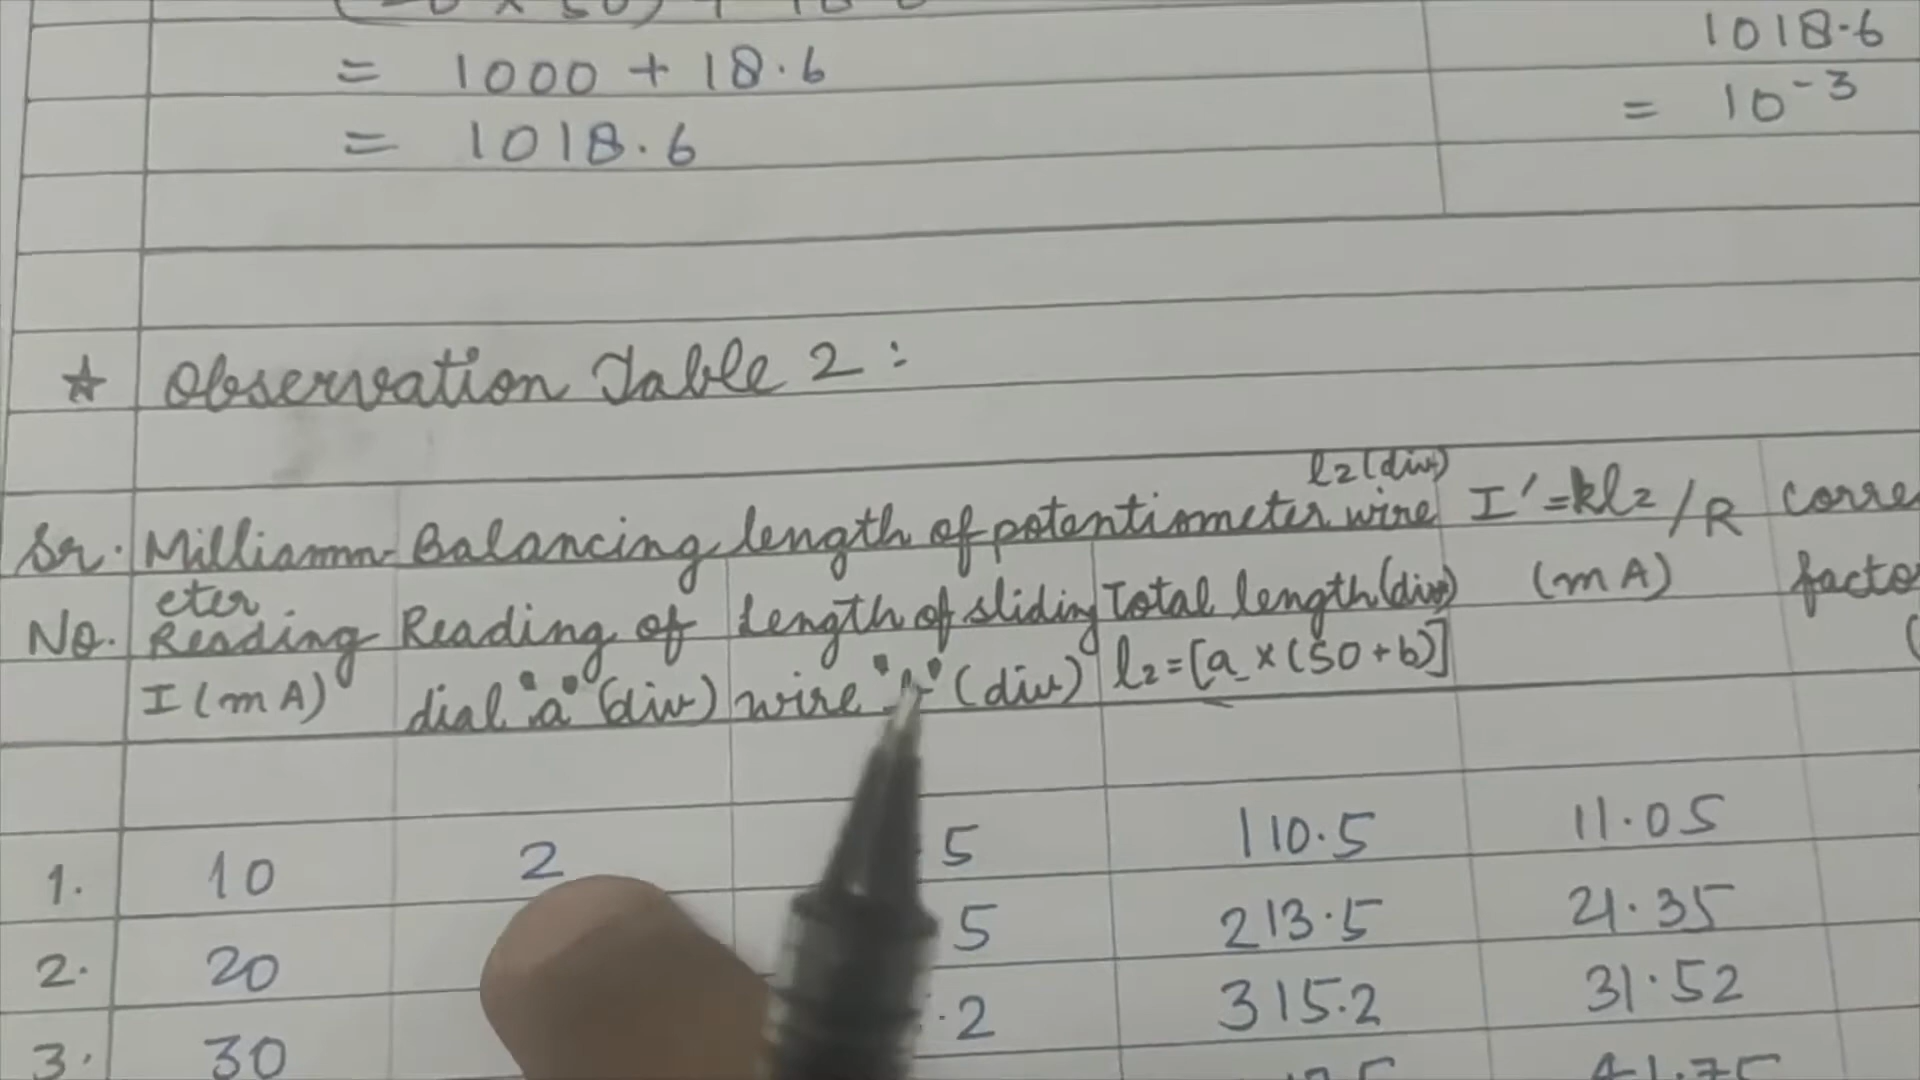 = 1000 + 18.6
= 1018.6
1018.6
= 10-3
☆ Observation Table 2:
Sr. No.
Milliammeter Reading I (mA)
Balancing length of potentiometer wire l2 (div)
Reading of dial "a" (div)
Length of sliding wire "b" (div)
Total length (div) l2 = [a × (50 + b)]
I' = kl2/R (mA)
1. 10 2 5 110.5 11.05
2. 20 5 213.5 21.35
3. 30 .2 315.2 31.52
41.75